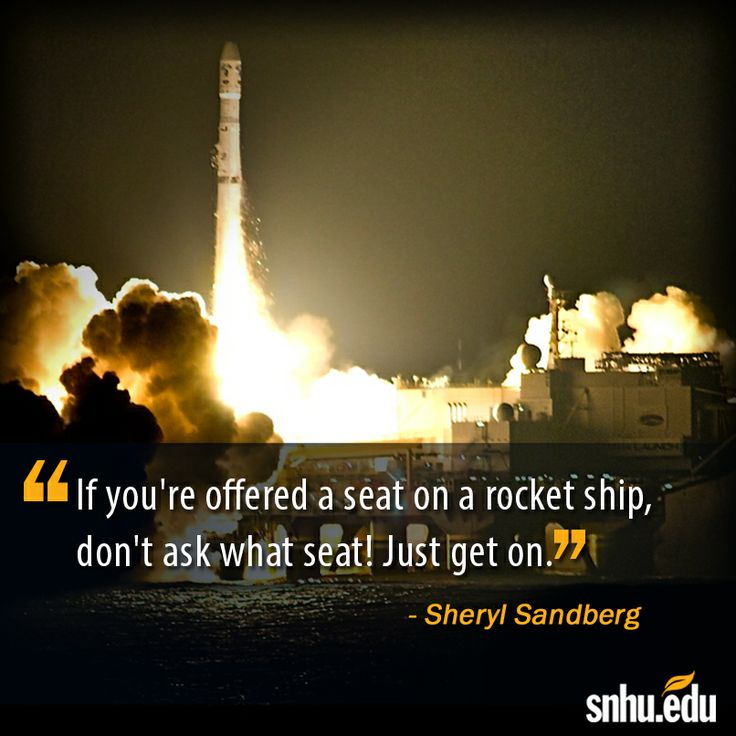 “If you're offered a seat on a rocket ship,
don't ask what seat! Just get on.”
- Sheryl Sandberg
snhu.edu